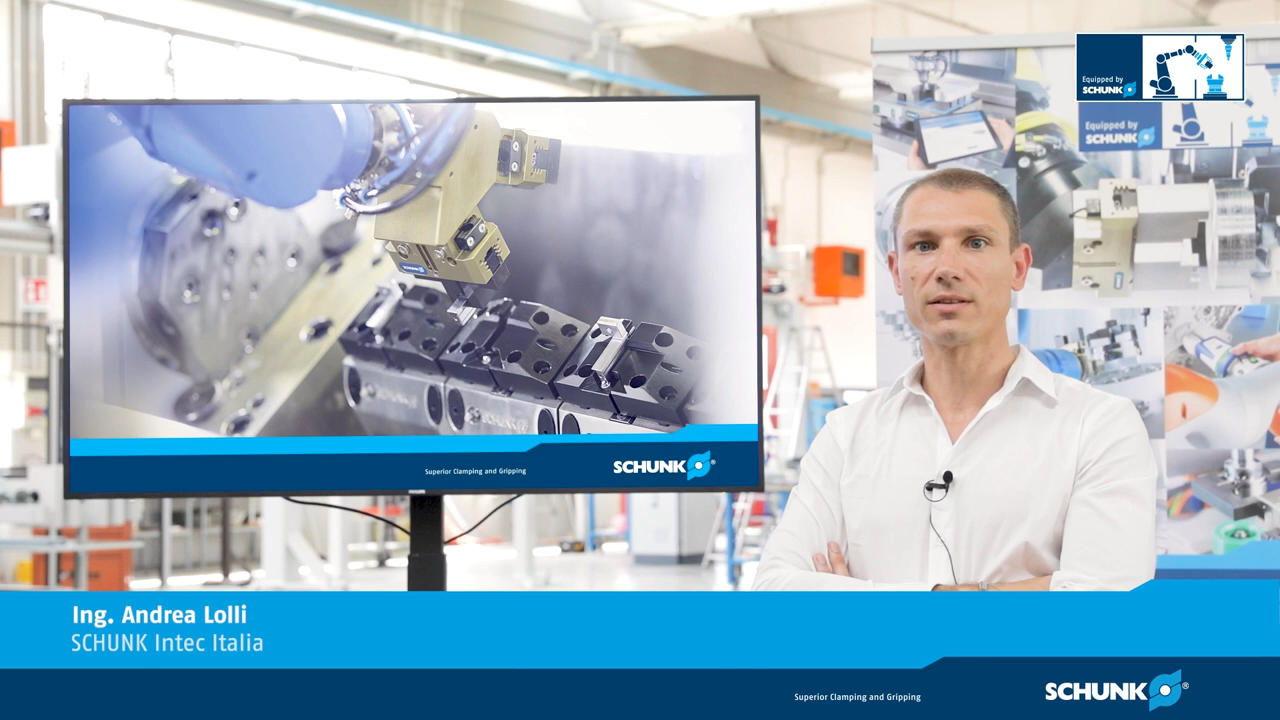 Equipped by
SCHUNK
Equipped by
SCHUNK
SCHUNK
Superior Clamping and Gripping
SCHUNK®
Ing. Andrea Lolli
SCHUNK Intec Italia
Superior Clamping and Gripping
SCHUNK®